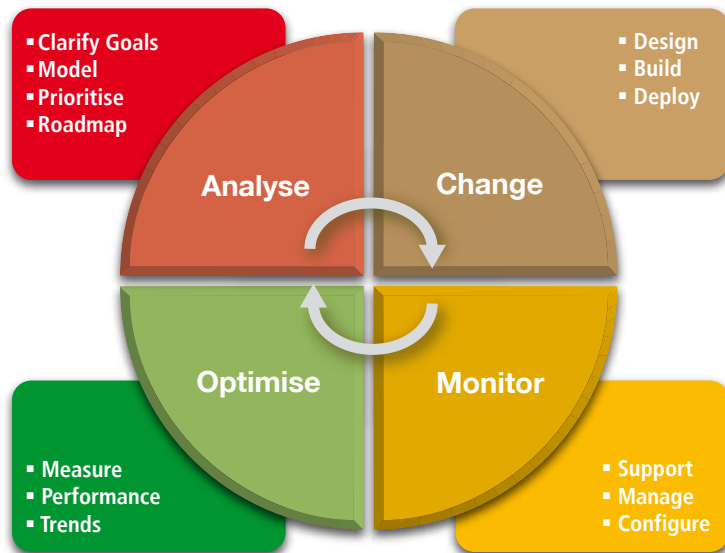 ▪ Clarify Goals
▪ Model
▪ Prioritise
▪ Roadmap
▪ Design
▪ Build
▪ Deploy
Analyse
Change
Optimise
Monitor
▪ Measure
▪ Performance
▪ Trends
▪ Support
▪ Manage
▪ Configure